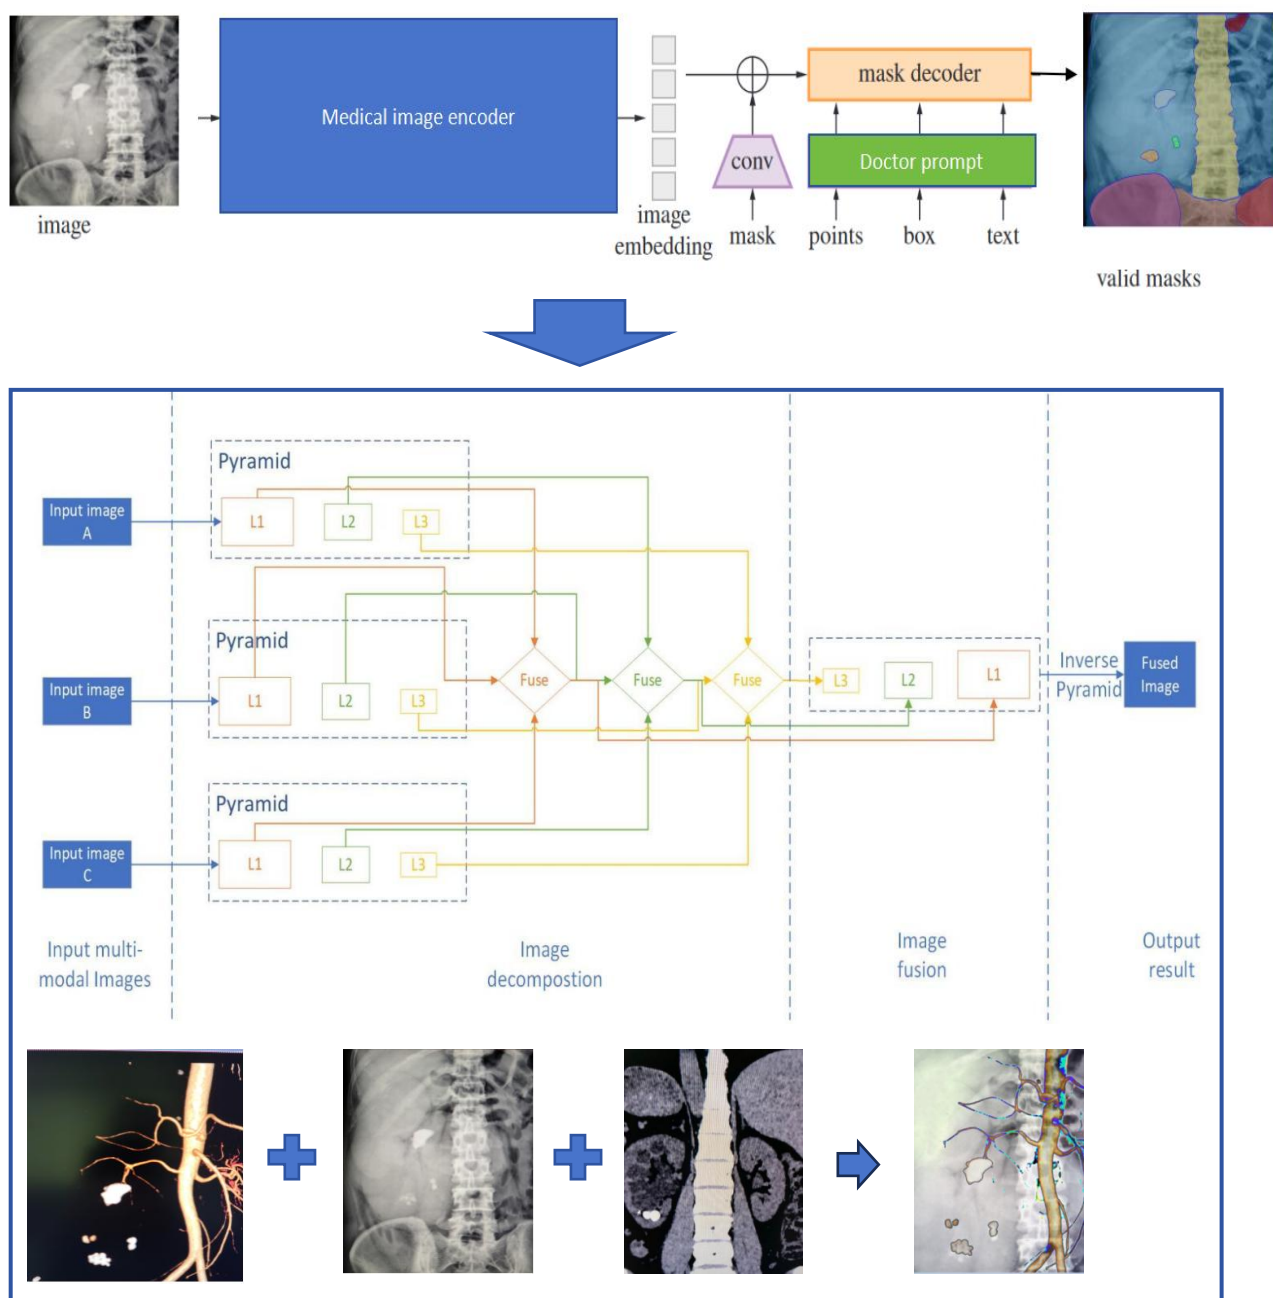 Medical image encoder
mask decoder
conv
Doctor prompt
image
image
embedding
mask
points
box
text
valid masks
Pyramid
Input image
A
L1
L2
L3
Pyramid
Input image
B
L1
L2
L3
Fuse
Fuse
Fuse
L3
L2
L1
Inverse
Pyramid
Fused
Image
Pyramid
Input image
C
L1
L2
L3
Input multi-
modal Images
Image
decompostion
Image
fusion
Output
result